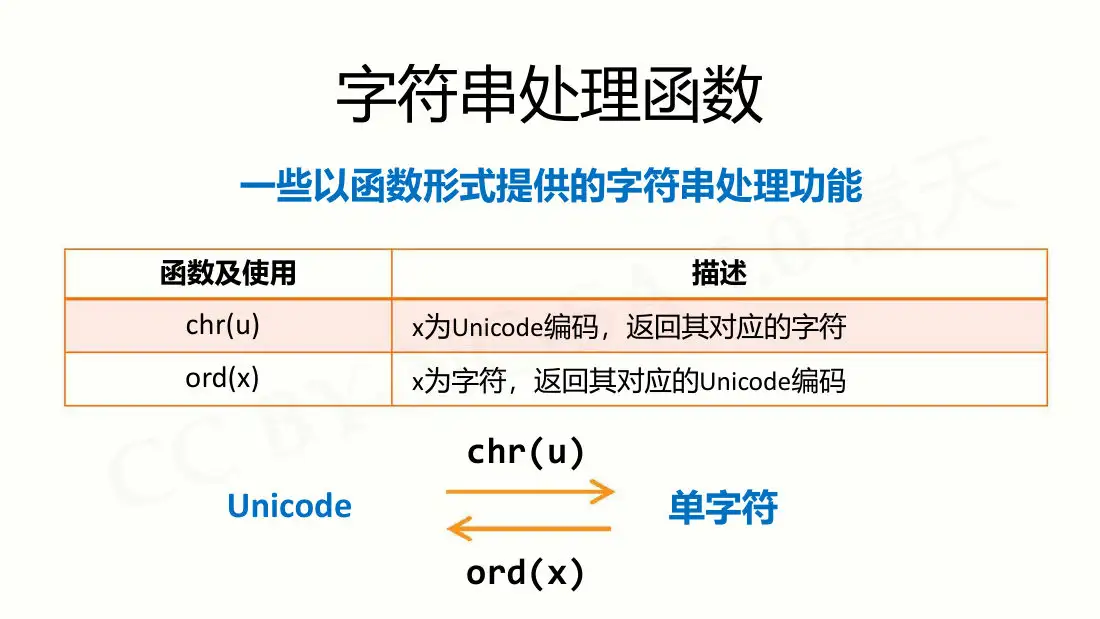 字符串处理函数
一些以函数形式提供的字符串处理功能
函数及使用 描述
chr(u) x为Unicode编码，返回其对应的字符
ord(x) x为字符，返回其对应的Unicode编码
chr(u)
Unicode 单字符
ord(x)